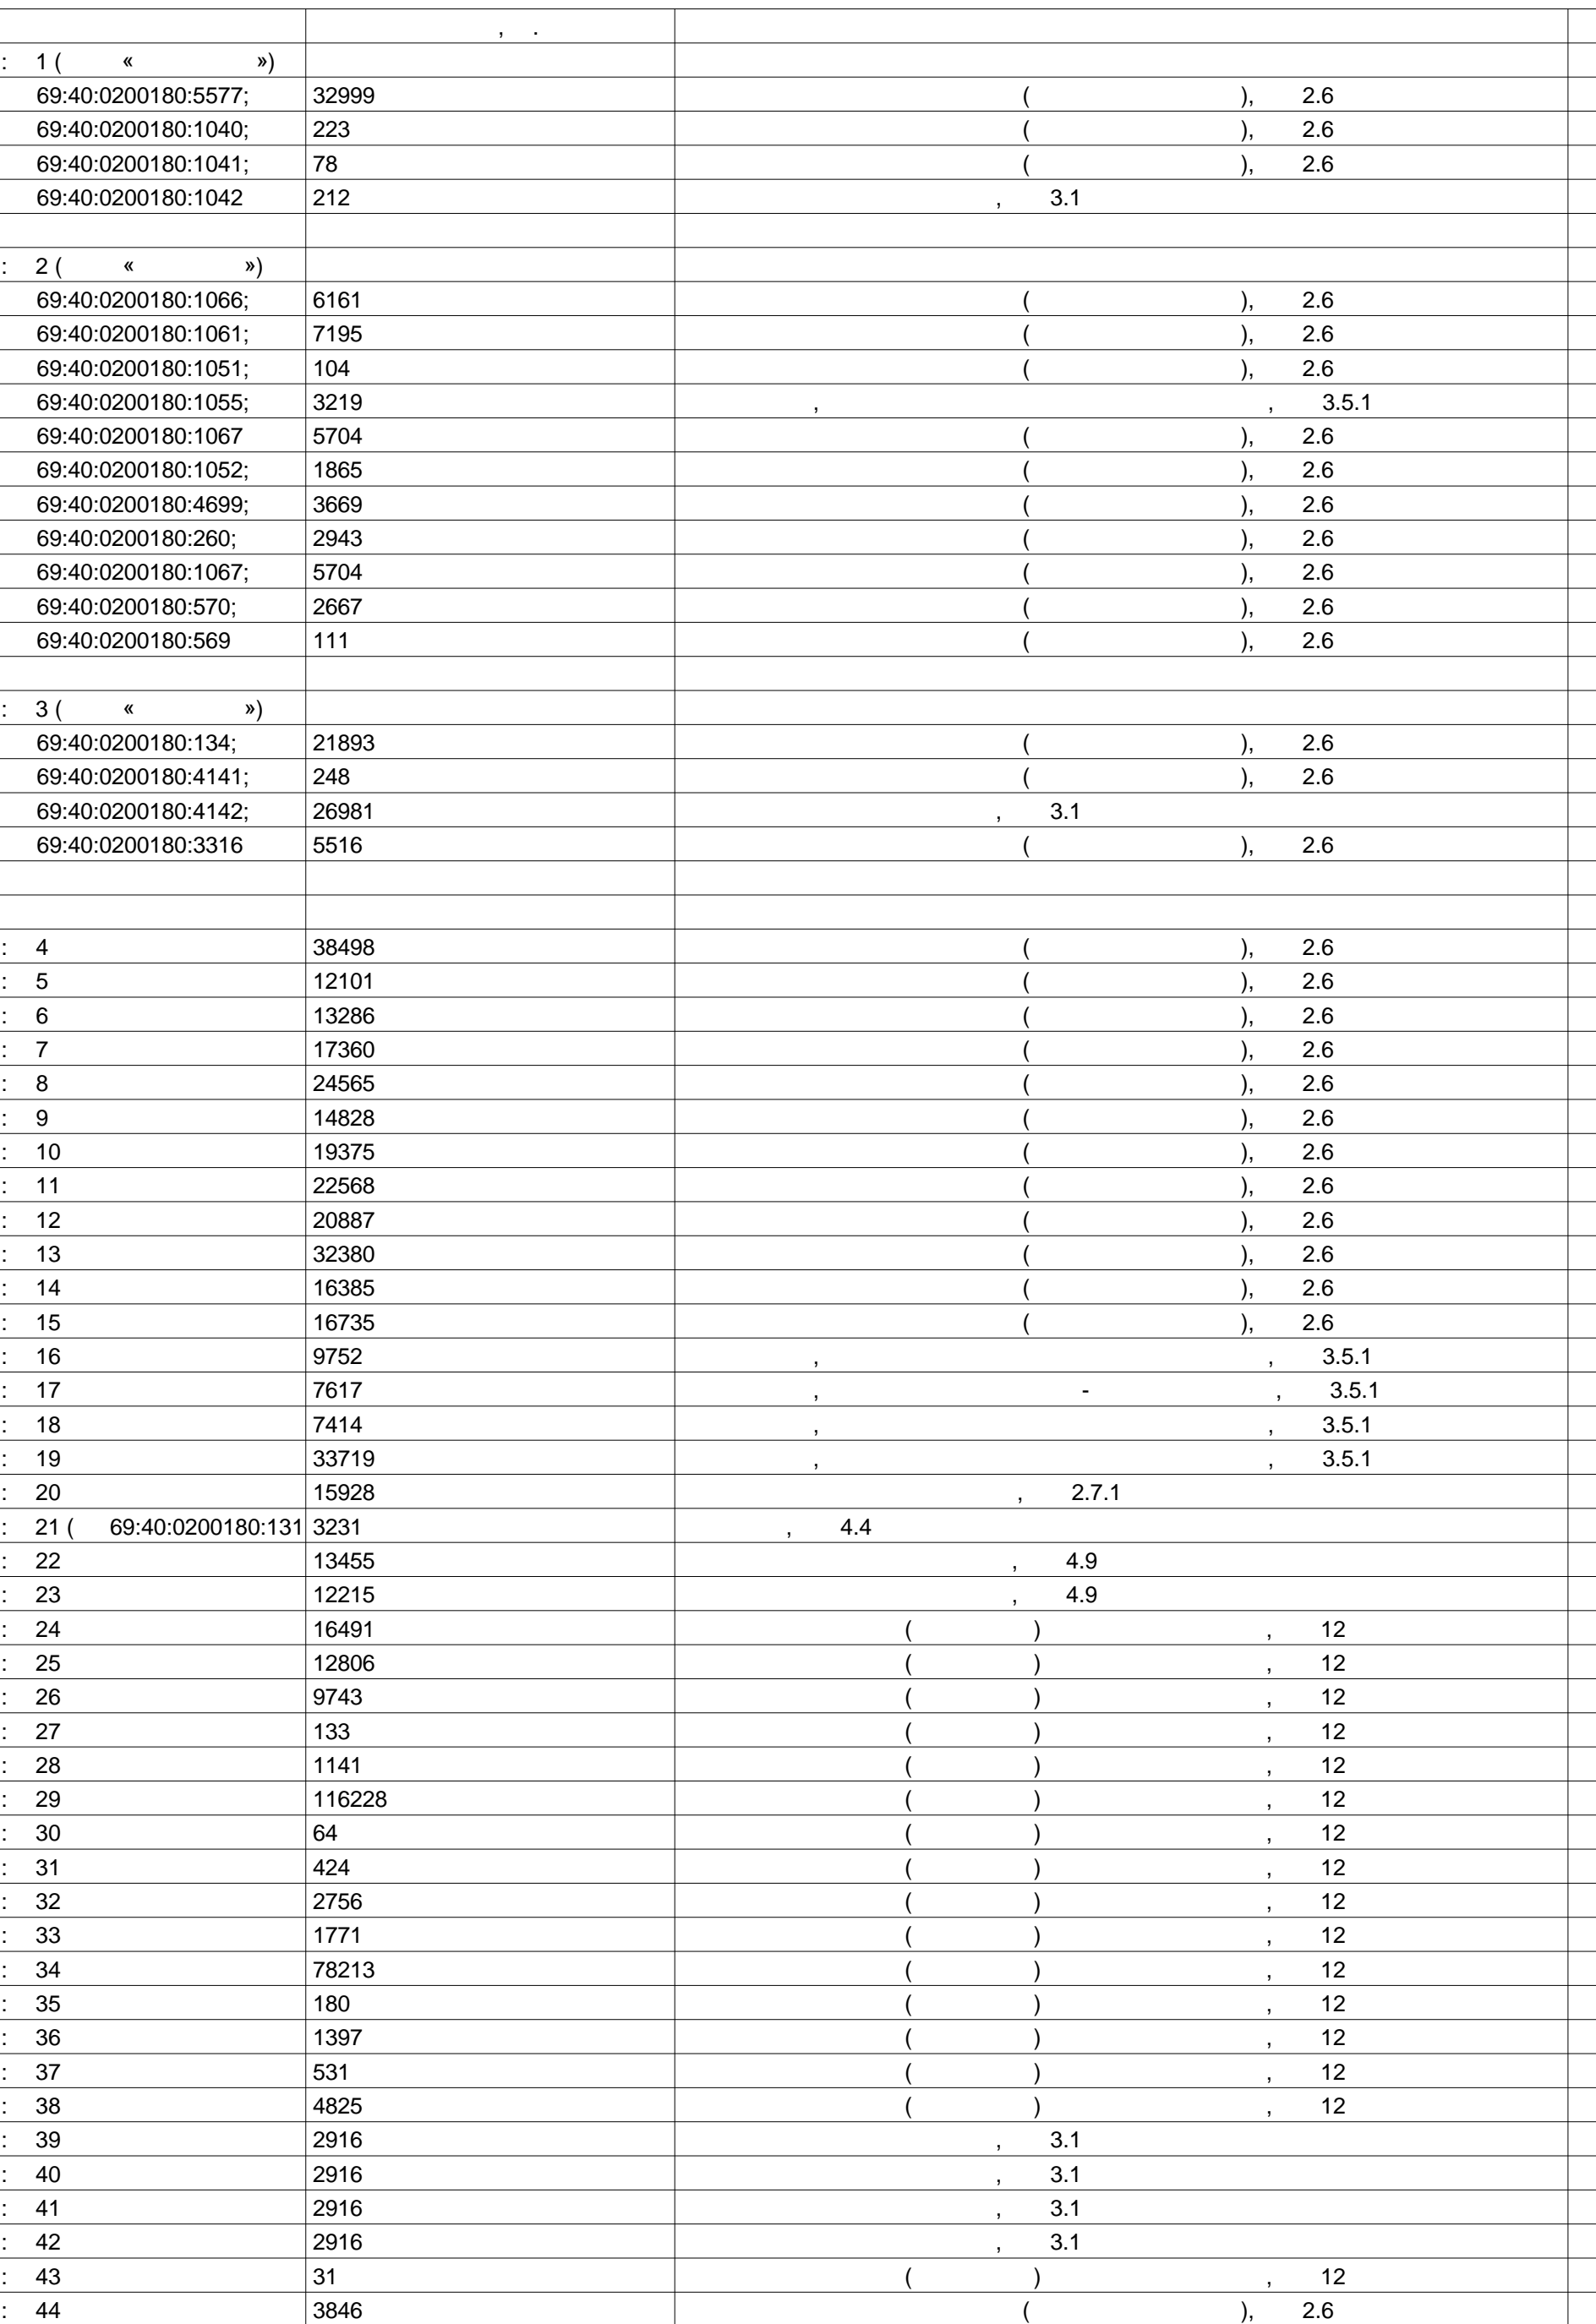 , .
: 1 ( « »)
69:40:0200180:5577; 32999 ( ), 2.6
69:40:0200180:1040; 223 ( ), 2.6
69:40:0200180:1041; 78 ( ), 2.6
69:40:0200180:1042 212 , 3.1
: 2 ( « »)
69:40:0200180:1066; 6161 ( ), 2.6
69:40:0200180:1061; 7195 ( ), 2.6
69:40:0200180:1051; 104 ( ), 2.6
69:40:0200180:1055; 3219 , , 3.5.1
69:40:0200180:1067 5704 ( ), 2.6
69:40:0200180:1052; 1865 ( ), 2.6
69:40:0200180:4699; 3669 ( ), 2.6
69:40:0200180:260; 2943 ( ), 2.6
69:40:0200180:1067; 5704 ( ), 2.6
69:40:0200180:570; 2667 ( ), 2.6
69:40:0200180:569 111 ( ), 2.6
: 3 ( « »)
69:40:0200180:134; 21893 ( ), 2.6
69:40:0200180:4141; 248 ( ), 2.6
69:40:0200180:4142; 26981 , 3.1
69:40:0200180:3316 5516 ( ), 2.6
: 4 38498 ( ), 2.6
: 5 12101 ( ), 2.6
: 6 13286 ( ), 2.6
: 7 17360 ( ), 2.6
: 8 24565 ( ), 2.6
: 9 14828 ( ), 2.6
: 10 19375 ( ), 2.6
: 11 22568 ( ), 2.6
: 12 20887 ( ), 2.6
: 13 32380 ( ), 2.6
: 14 16385 ( ), 2.6
: 15 16735 ( ), 2.6
: 16 9752 , , 3.5.1
: 17 7617 , - , 3.5.1
: 18 7414 , , 3.5.1
: 19 33719 , , 3.5.1
: 20 15928 , 2.7.1
: 21 ( 69:40:0200180:131 3231 , 4.4
: 22 13455 , 4.9
: 23 12215 , 4.9
: 24 16491 ( ) , 12
: 25 12806 ( ) , 12
: 26 9743 ( ) , 12
: 27 133 ( ) , 12
: 28 1141 ( ) , 12
: 29 116228 ( ) , 12
: 30 64 ( ) , 12
: 31 424 ( ) , 12
: 32 2756 ( ) , 12
: 33 1771 ( ) , 12
: 34 78213 ( ) , 12
: 35 180 ( ) , 12
: 36 1397 ( ) , 12
: 37 531 ( ) , 12
: 38 4825 ( ) , 12
: 39 2916 , 3.1
: 40 2916 , 3.1
: 41 2916 , 3.1
: 42 2916 , 3.1
: 43 31 ( ) , 12
: 44 3846 ( ), 2.6